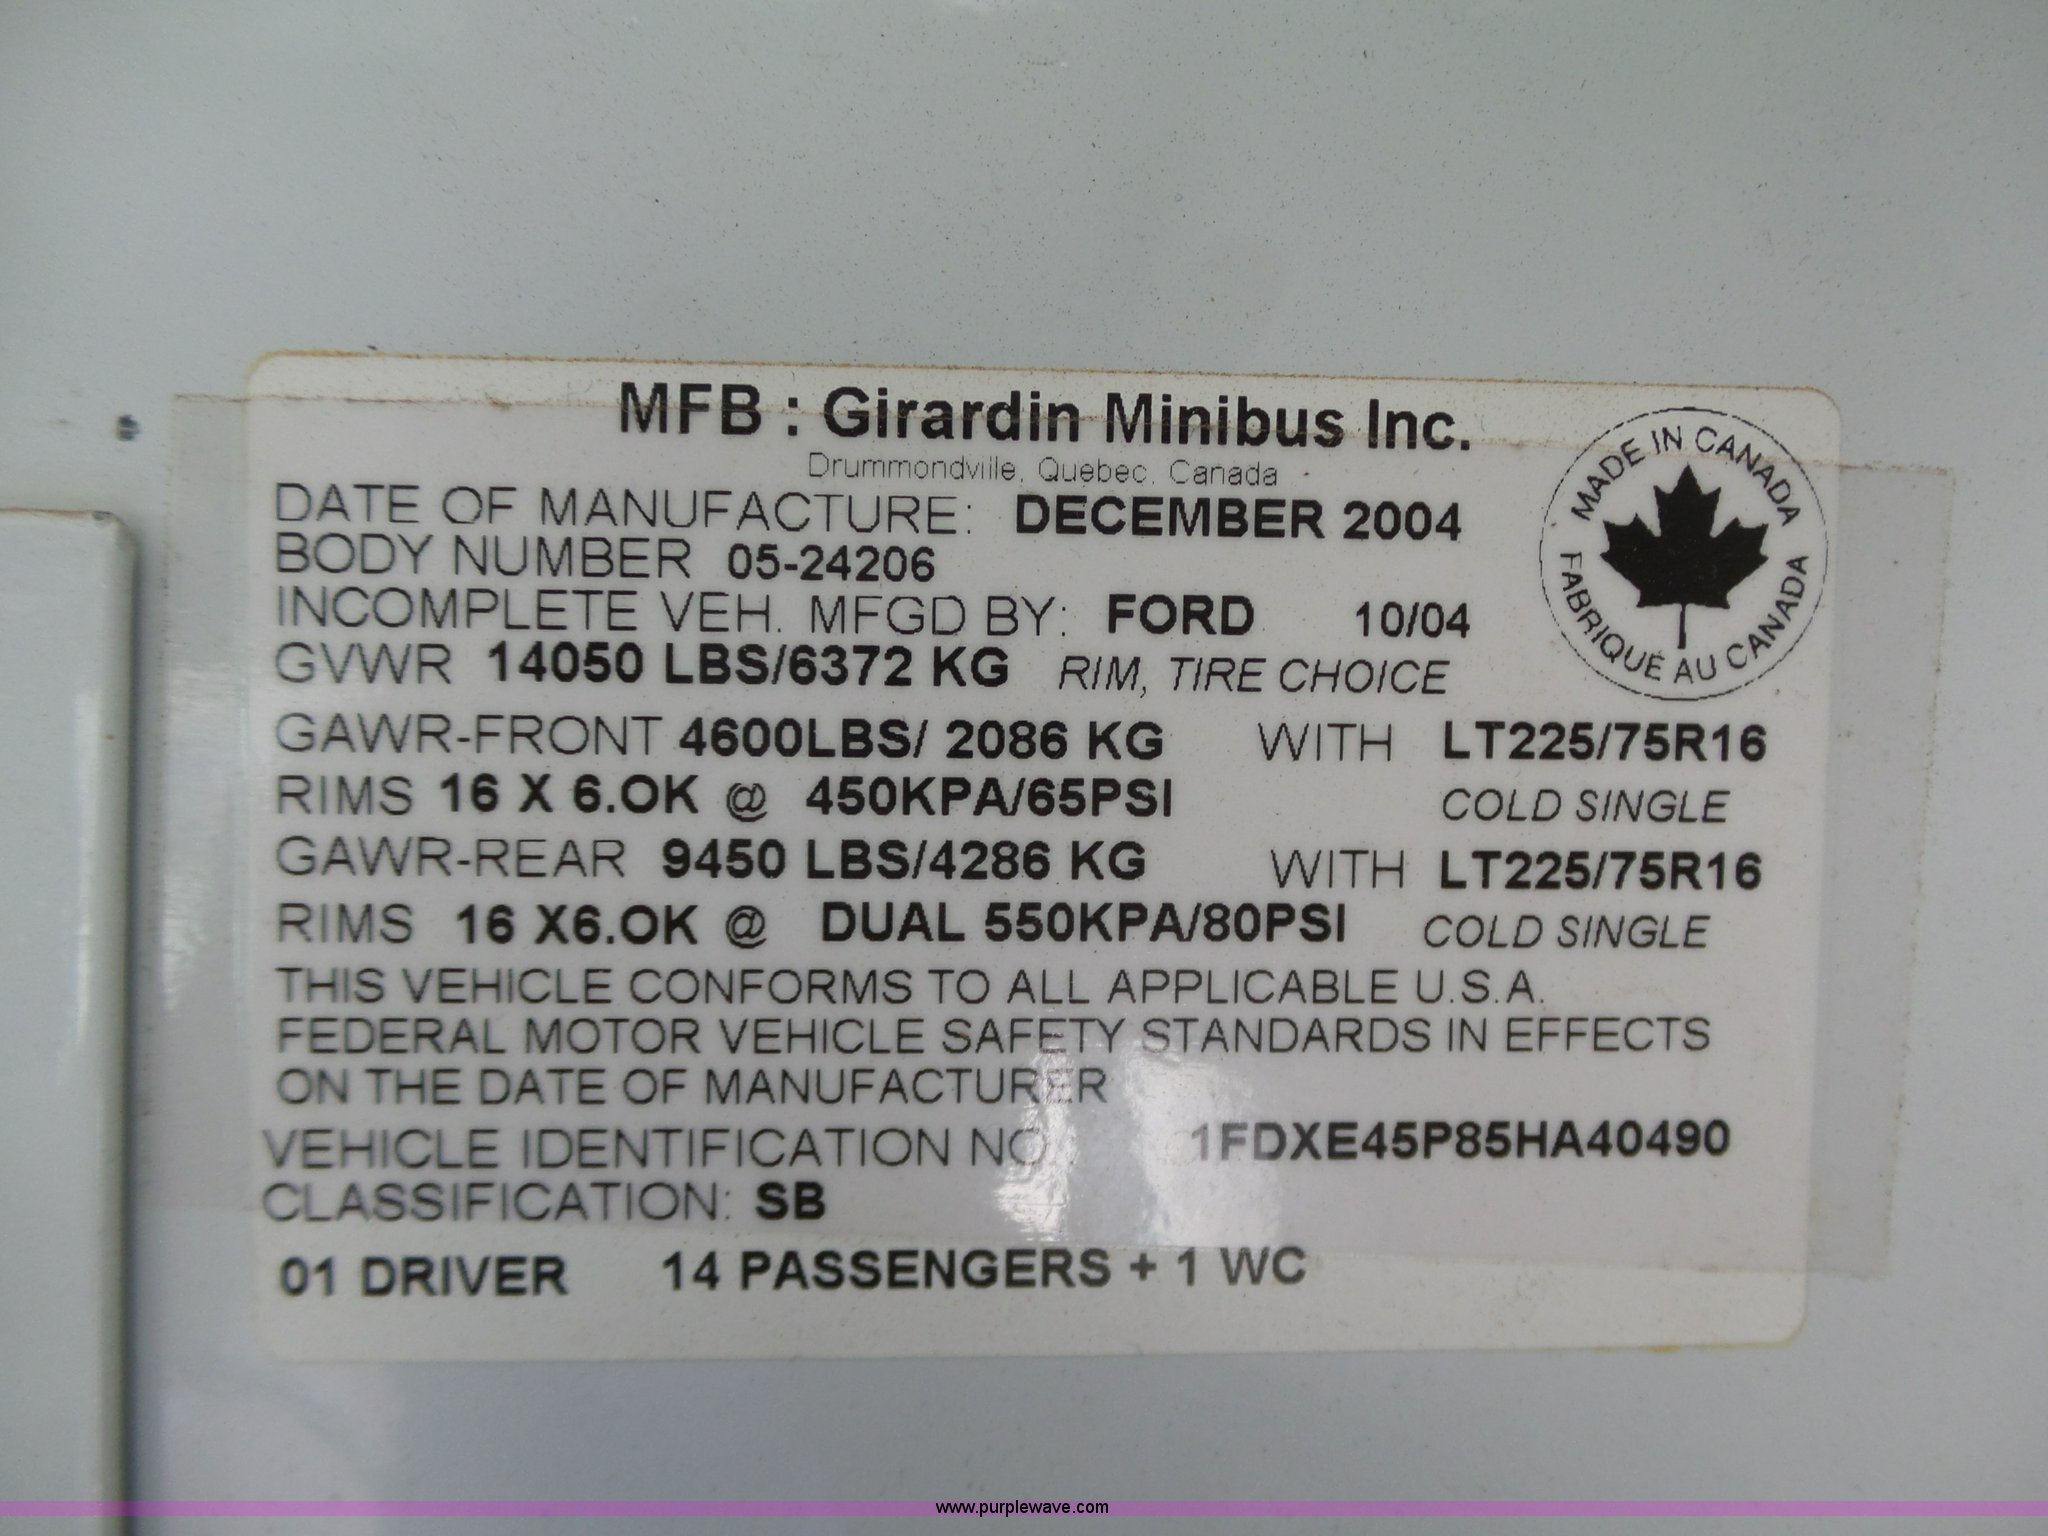 MFB : Girardin Minibus Inc.
Drummondville, Quebec, Canada
MADE IN CANADA
FABRIQUÉ AU CANADA
DATE OF MANUFACTURE: DECEMBER 2004
BODY NUMBER 05-24206
INCOMPLETE VEH. MFGD BY: FORD 10/04
GVWR 14050 LBS/6372 KG RIM, TIRE CHOICE
GAWR-FRONT 4600LBS/ 2086 KG WITH LT225/75R16
RIMS 16 X 6.OK @ 450KPA/65PSI COLD SINGLE
GAWR-REAR 9450 LBS/4286 KG WITH LT225/75R16
RIMS 16 X6.OK @ DUAL 550KPA/80PSI COLD SINGLE
THIS VEHICLE CONFORMS TO ALL APPLICABLE U.S.A.
FEDERAL MOTOR VEHICLE SAFETY STANDARDS IN EFFECTS
ON THE DATE OF MANUFACTURER
VEHICLE IDENTIFICATION NO : 1FDXE45P85HA40490
CLASSIFICATION: SB
01 DRIVER 14 PASSENGERS + 1 WC
www.purplewave.com